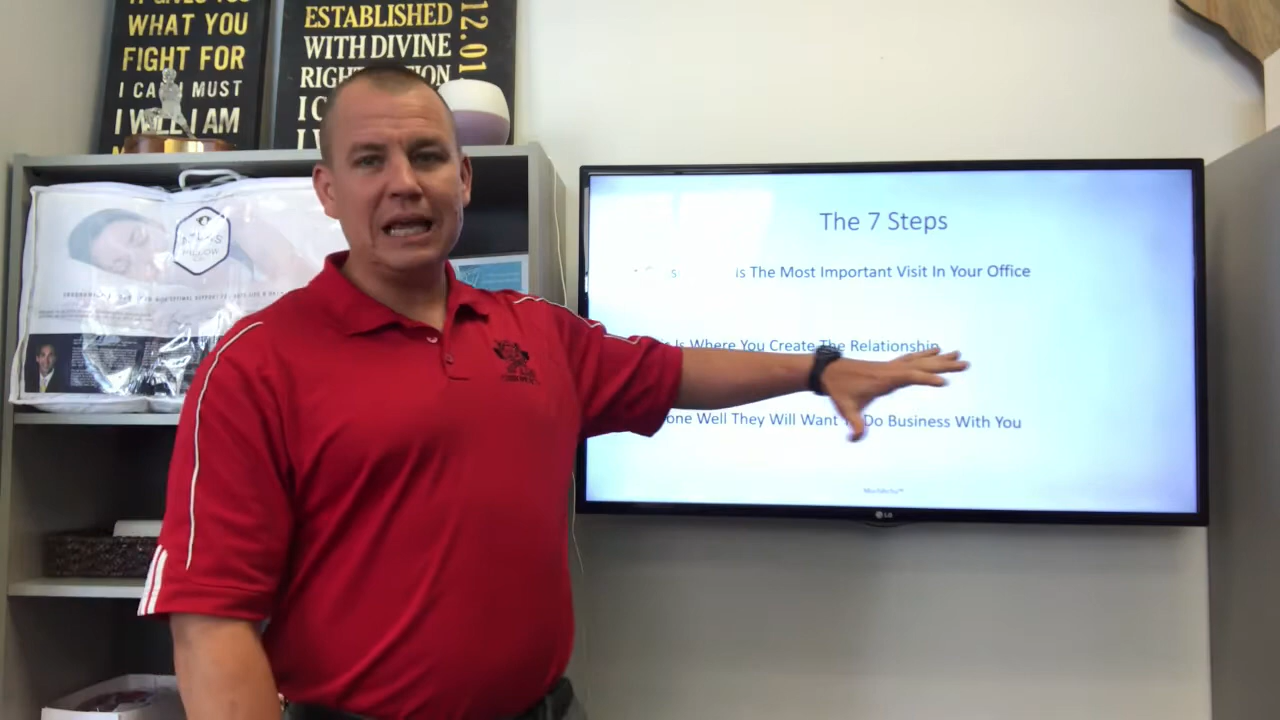 WHAT YOU
FIGHT FOR
I CAN I MUST
I WILL I AM
ESTABLISHED
WITH DIVINE
12.01
PILLOW
The 7 Steps
is The Most Important Visit In Your Office
Is Where You Create The Relationship
Well They Will Want To Do Business With You
LG